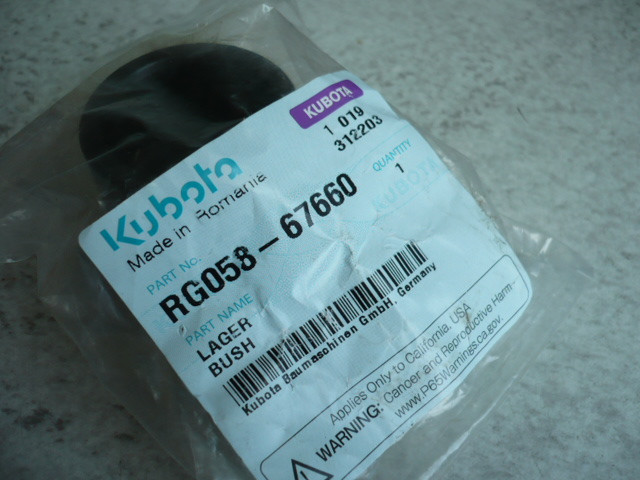 KUBOTA
1 019
312203
Kubota
Made in Romania
QUANTITY
1
KUBOTA
PART NO.
RG058-67660
PART NAME
LAGER
BUSH
Kubota Baumaschinen GmbH, Germany
Applies Only to California, USA
WARNING: Cancer and Reproductive Harm-
www.P65Warnings.ca.gov.